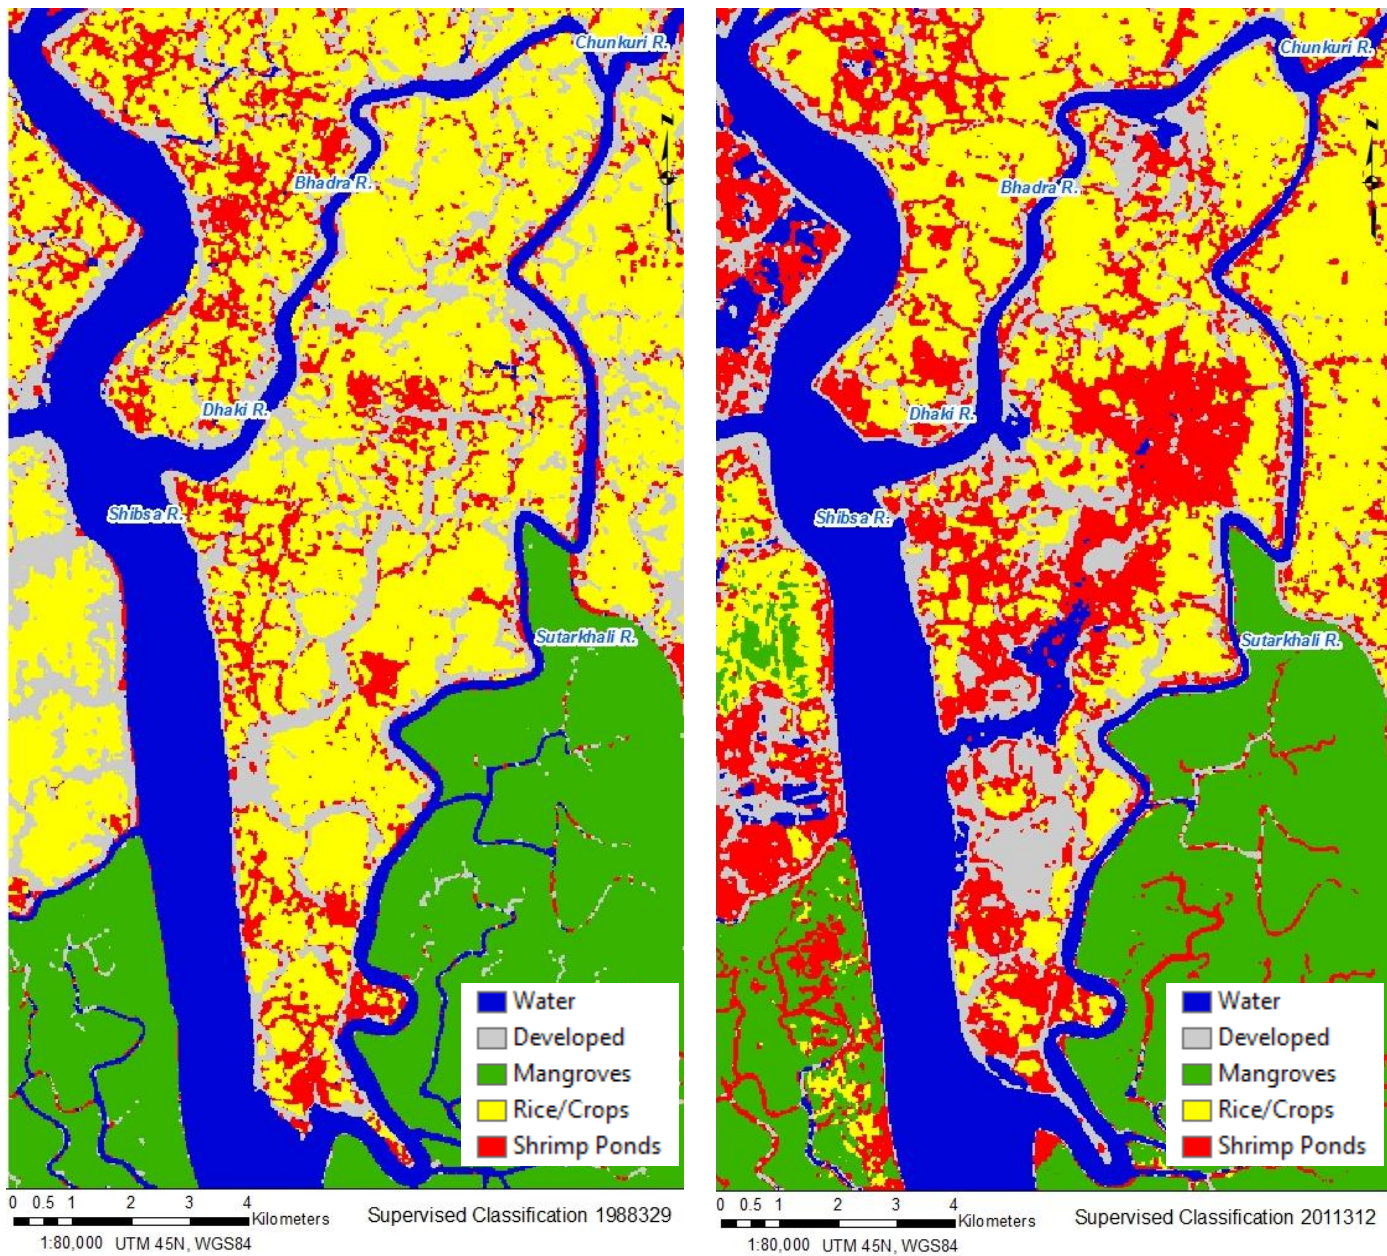 Chunkuri R.
z
Bhadra R.
Dhaki R.
Shibsa R.
Sutarkhali R.
Water
Developed
Mangroves
Rice/Crops
Shrimp Ponds
0 0.5 1 2 3 4
Kilometers
Supervised Classification 1988329
1:80,000 UTM 45N, WGS84
Chunkuri R.
z
Bhadra R.
Dhaki R.
Shibsa R.
Sutarkhali R.
Water
Developed
Mangroves
Rice/Crops
Shrimp Ponds
0 0.5 1 2 3 4
Kilometers
Supervised Classification 2011312
1:80,000 UTM 45N, WGS84